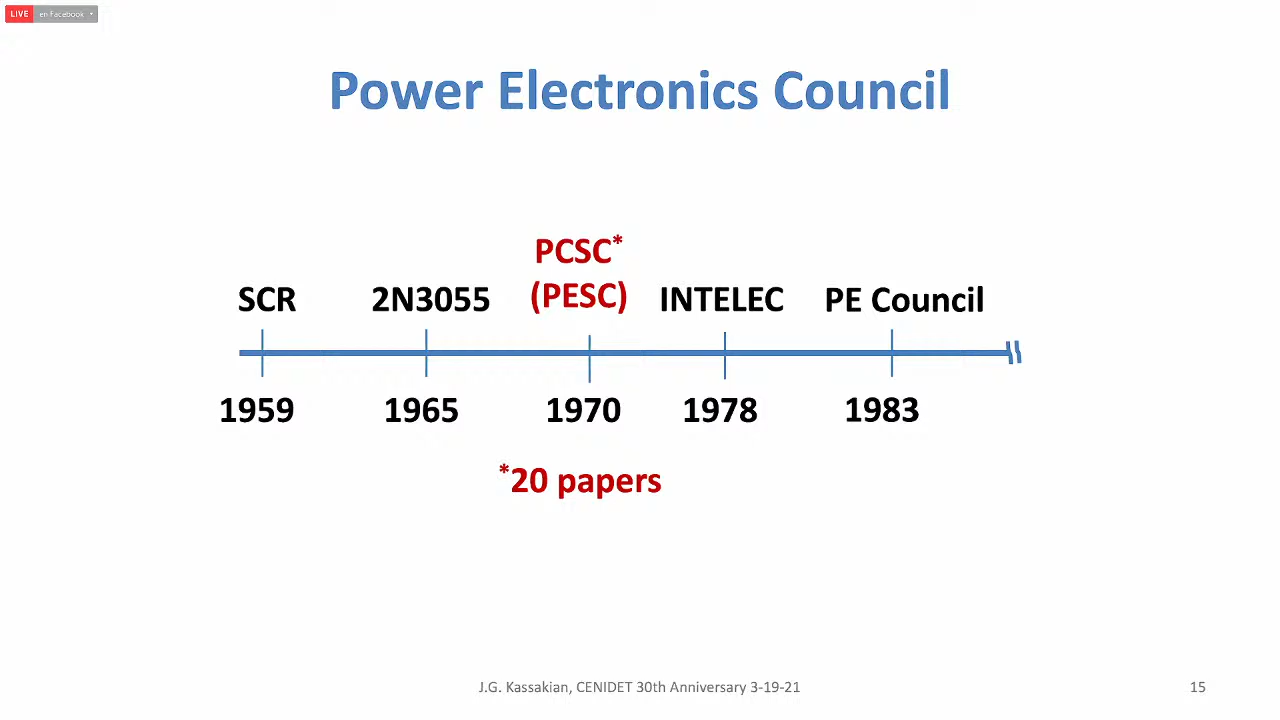 LIVE en Facebook
Power Electronics Council
PCSC*
(PESC)
SCR 2N3055 INTELEC PE Council
1959 1965 1970 1978 1983
*20 papers
J.G. Kassakian, CENIDET 30th Anniversary 3-19-21 15